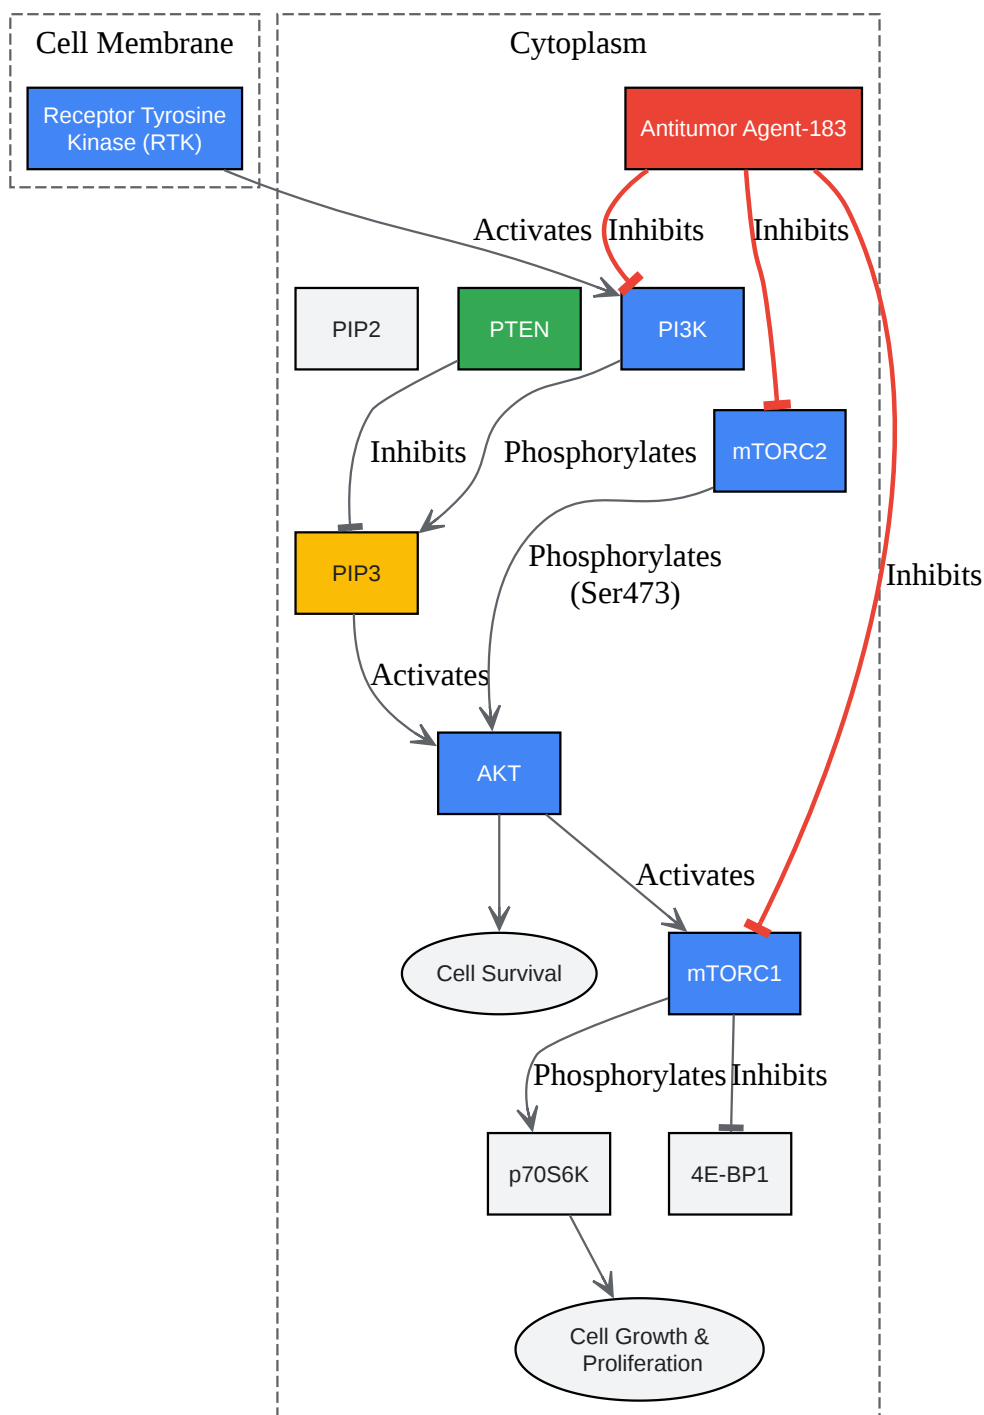 Cell Membrane
Cytoplasm
Receptor Tyrosine
Kinase (RTK)
Antitumor Agent-183
Activates
Inhibits
Inhibits
PIP2
PTEN
PI3K
Inhibits
Phosphorylates
mTORC2
Phosphorylates
(Ser473)
PIP3
Inhibits
Activates
AKT
Activates
Cell Survival
mTORC1
Phosphorylates
Inhibits
p70S6K
4E-BP1
Cell Growth &
Proliferation